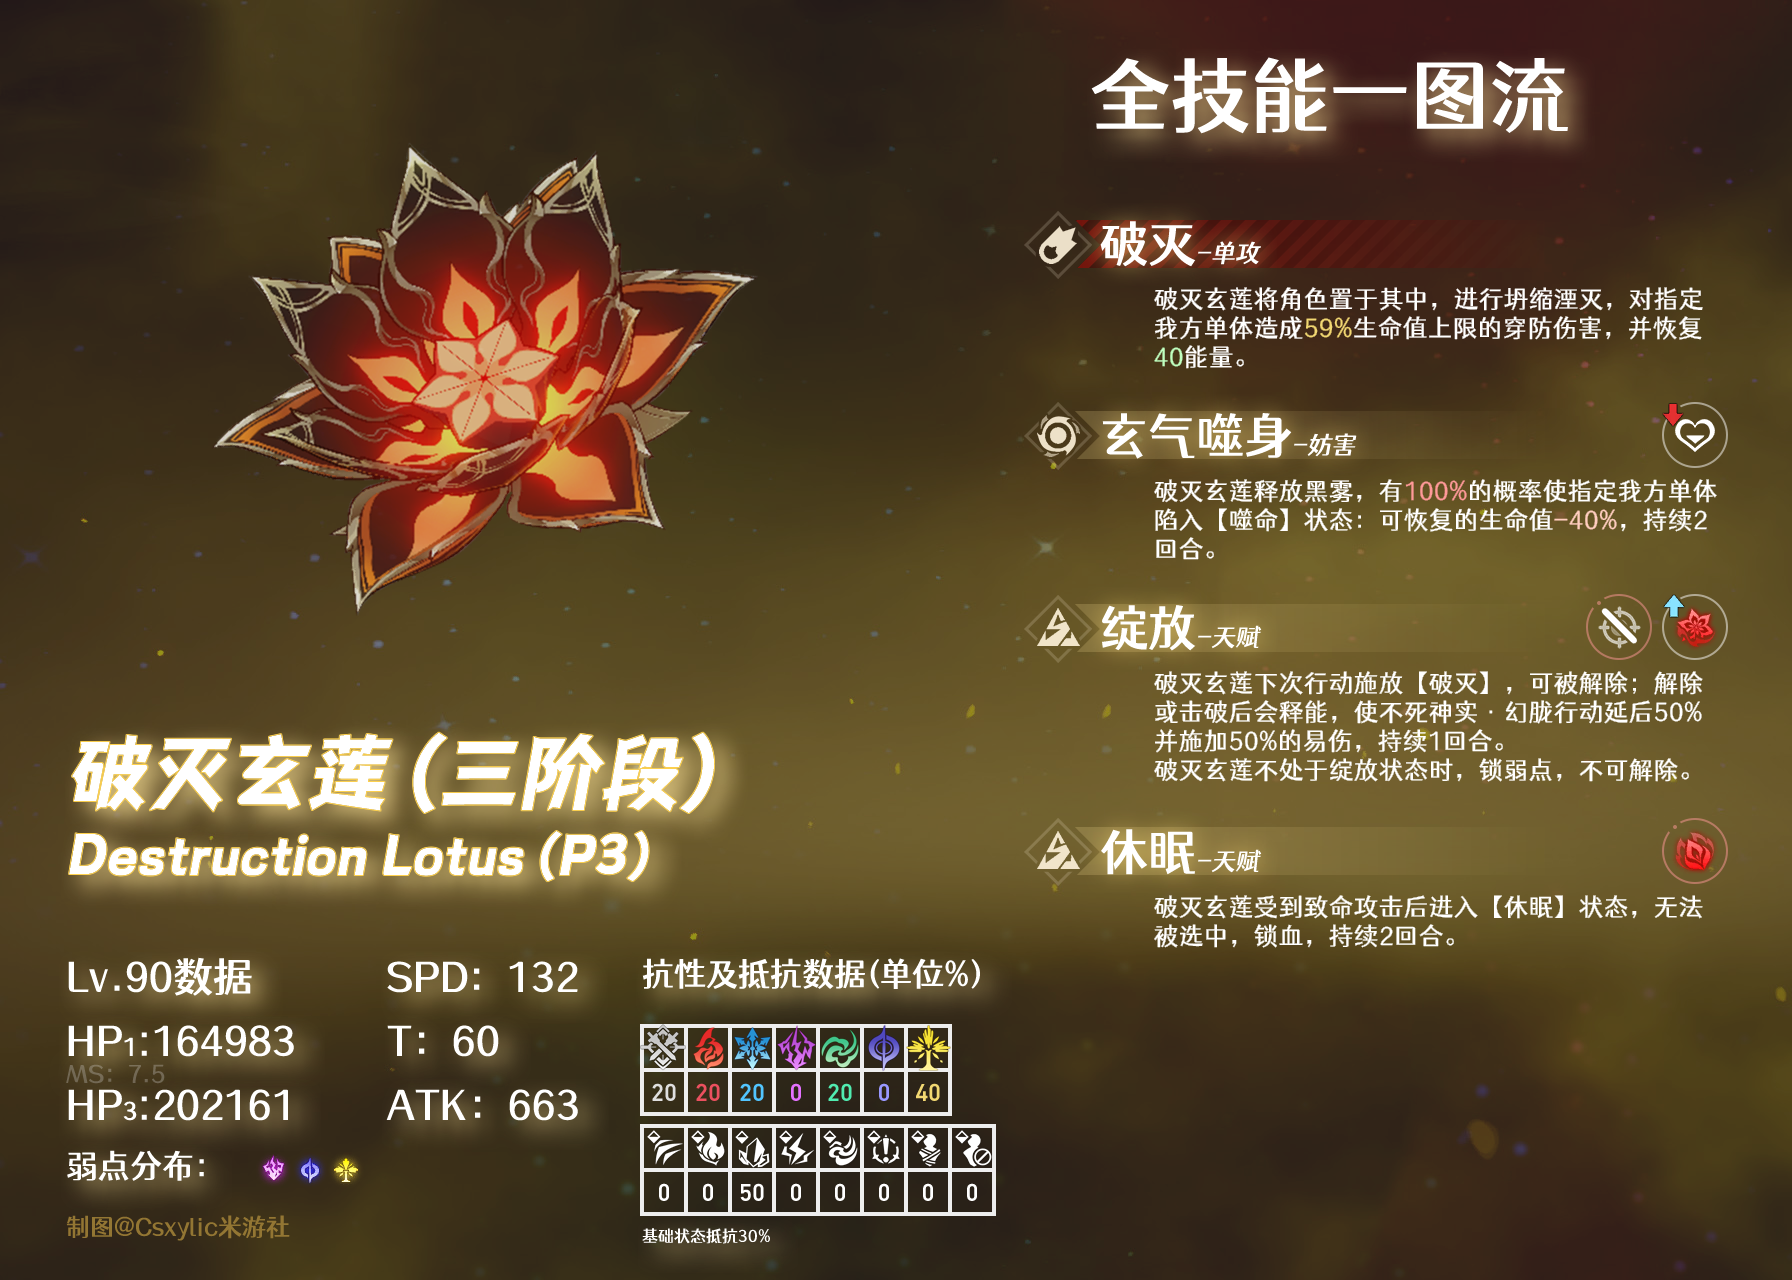 全技能一图流
破灭-单攻
破灭玄莲将角色置于其中，进行坍缩湮灭，对指定
我方单体造成59%生命值上限的穿防伤害，并恢复
40能量。
玄气噬身-妨害
破灭玄莲释放黑雾，有100%的概率使指定我方单体
陷入【噬命】状态：可恢复的生命值-40%，持续2
回合。
绽放-天赋
破灭玄莲下次行动施放【破灭】，可被解除；解除
或击破后会释能，使不死神实·幻胧行动延后50%
并施加50%的易伤，持续1回合。
破灭玄莲不处于绽放状态时，锁弱点，不可解除。
休眠-天赋
破灭玄莲受到致命攻击后进入【休眠】状态，无法
被选中，锁血，持续2回合。
破灭玄莲（三阶段）
Destruction Lotus (P3)
Lv.90数据 SPD: 132
HP1:164983 T: 60
MS: 7.5
HP3:202161 ATK: 663
弱点分布：
制图@Csxylic米游社
抗性及抵抗数据(单位%)
20 20 20 0 20 0 40
0 0 50 0 0 0 0 0
基础状态抵抗30%